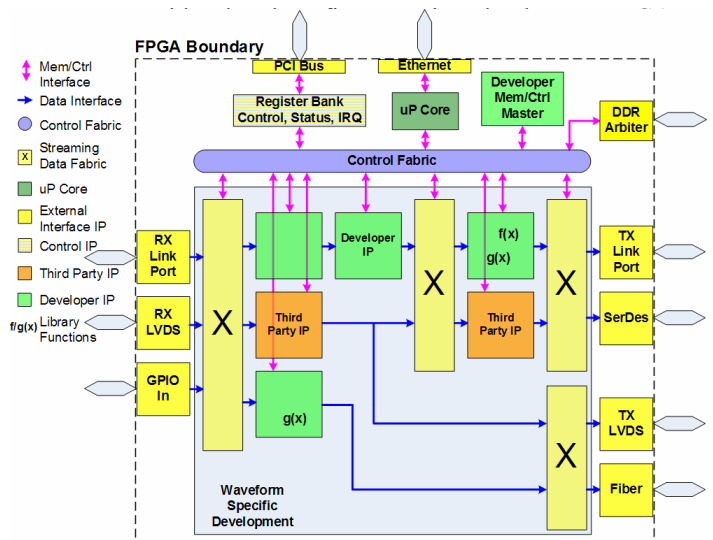 FPGA Boundary
PCI Bus
Ethernet
Mem/Ctrl
Interface
Data Interface
Control Fabric
X
Streaming
Data Fabric
uP Core
External
Interface IP
Control IP
Third Party IP
Developer IP
f/g(x)
Library
Functions
Register Bank
Control, Status, IRQ
uP Core
Developer
Mem/Ctrl
Master
DDR
Arbiter
Control Fabric
RX
Link
Port
RX
LVDS
GPIO
In
X
Developer
IP
X
f(x)
g(x)
X
Third
Party IP
Third
Party IP
g(x)
X
TX
Link
Port
SerDes
TX
LVDS
Fiber
Waveform
Specific
Development